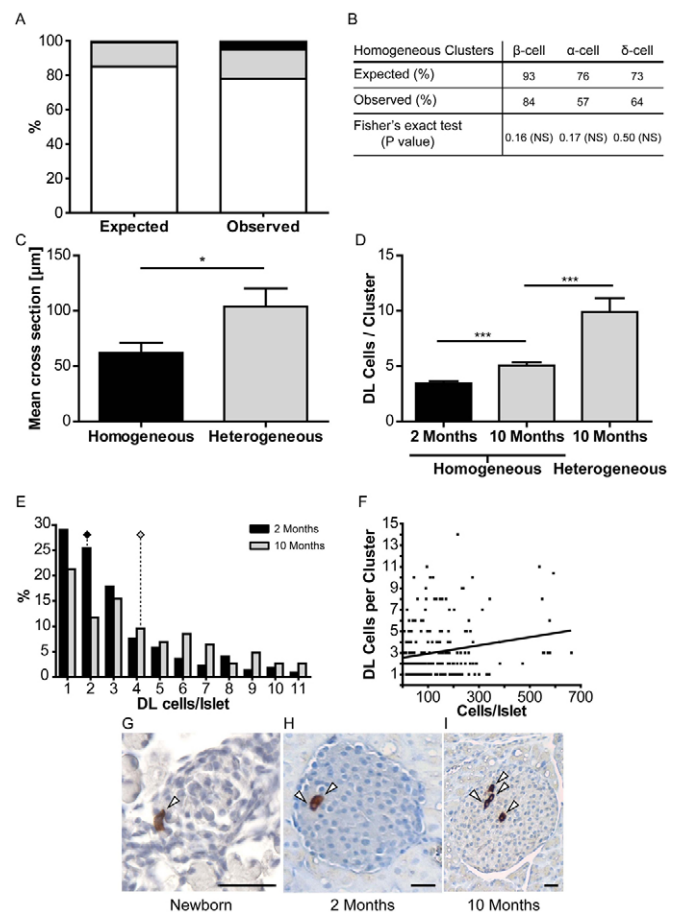 A
100
80
60
40
20
0
%
Expected
Observed
B
Homogeneous Clusters β-cell α-cell δ-cell
Expected (%) 93 76 73
Observed (%) 84 57 64
Fisher's exact test
(P value) 0.16 (NS) 0.17 (NS) 0.50 (NS)
C
150
100
50
0
Mean cross section [µm]
*
Homogeneous Heterogeneous
D
15
10
5
0
DL Cells / Cluster
***
***
2 Months 10 Months 10 Months
Homogeneous Heterogeneous
E
30
25
20
15
10
5
0
%
2 Months
10 Months
1 2 3 4 5 6 7 8 9 10 11
DL cells/Islet
F
15
13
11
9
7
5
3
1
DL Cells per Cluster
100 300 500 700
Cells/Islet
G H I
Newborn 2 Months 10 Months